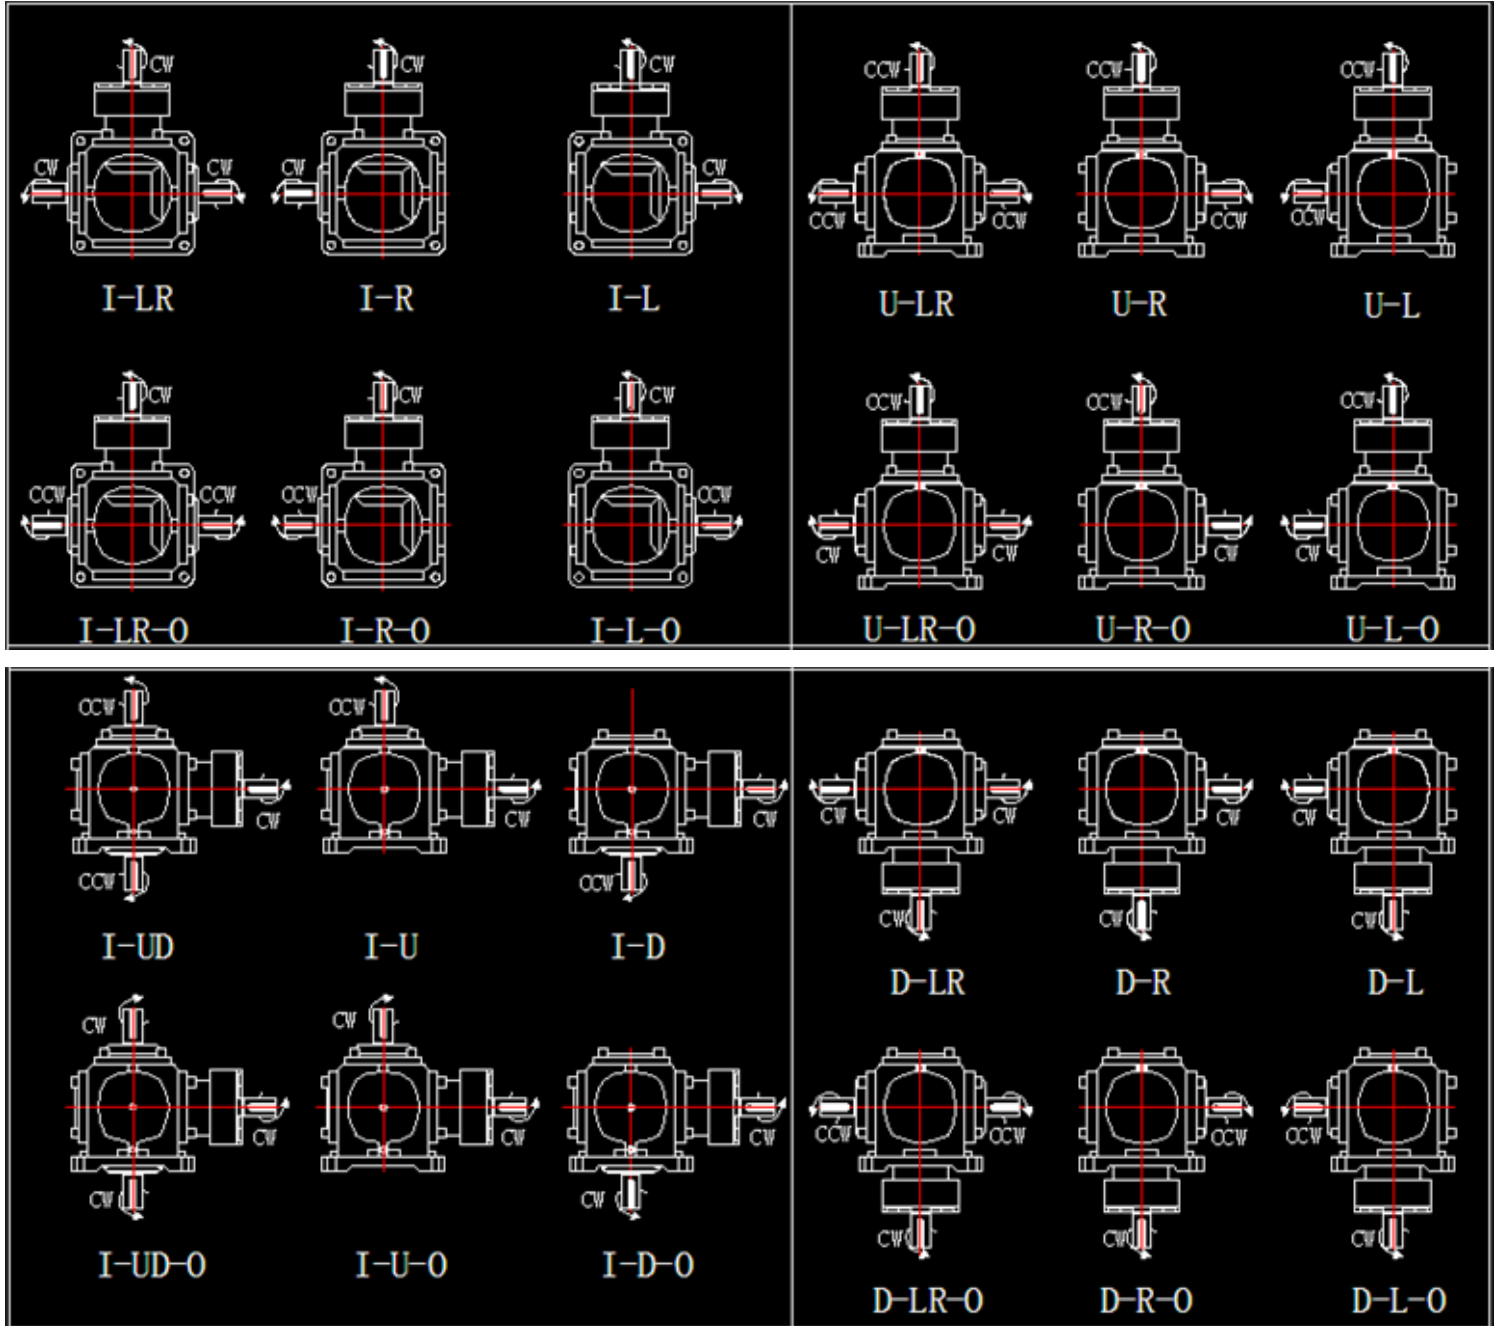 CW CW CW
CW CW CW CW
I-LR I-R I-L
CW CW CW
CCW CCW CCW CCW
I-LR-O I-R-O I-L-O
CCW CCW CCW
CCW CCW CCW CCW
U-LR U-R U-L
CCW CCW CCW
CW CW CW CW
U-LR-O U-R-O U-L-O
CCW CCW
CW CW CW
CCW CCW
I-UD I-U I-D
CW CW
CW CW CW
CW CW
I-UD-O I-U-O I-D-O
CW CW CW CW
CW CW CW
D-LR D-R D-L
CCW CCW CCW CCW
CW CW CW
D-LR-O D-R-O D-L-O